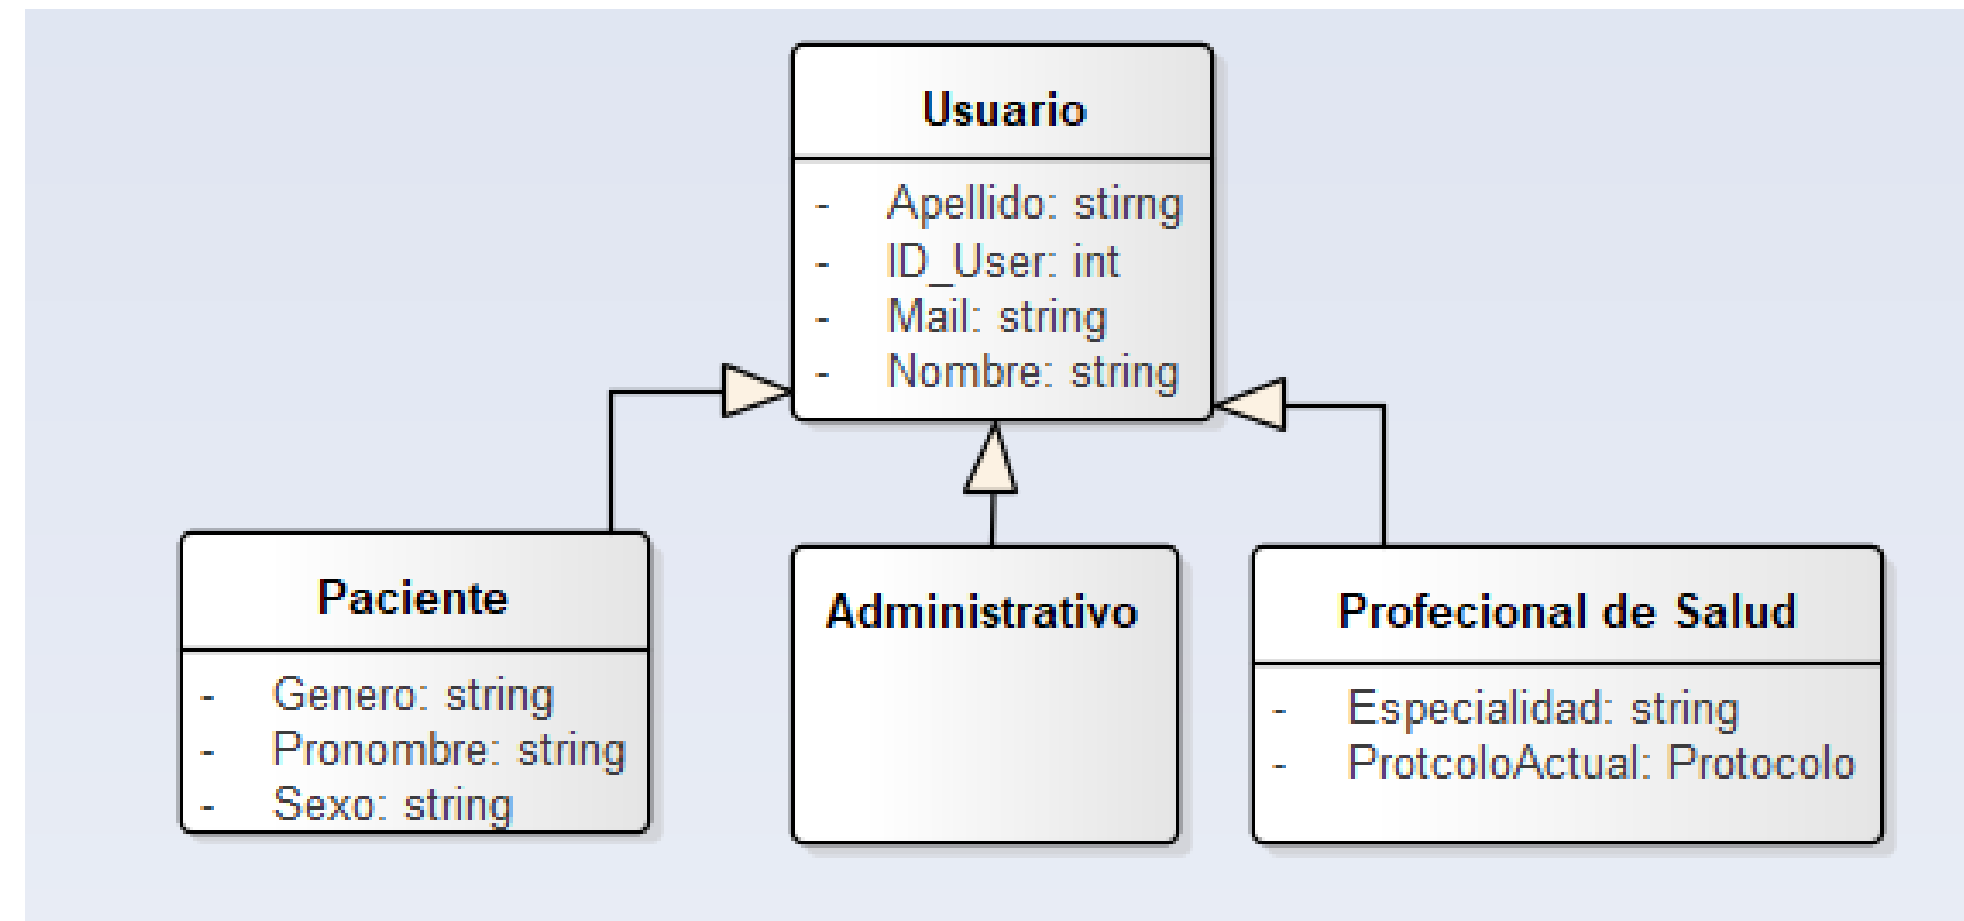 Usuario
- Apellido: stirng
- ID_User: int
- Mail: string
- Nombre: string
Paciente
- Genero: string
- Pronombre: string
- Sexo: string
Administrativo
Profecional de Salud
- Especialidad: string
- ProtcoloActual: Protocolo